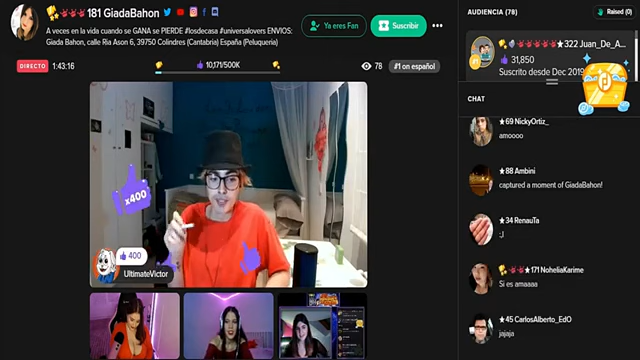 181 GiadaBahon
A veces en la vida cuando se GANA se PIERDE #losdecasa #universalovers ENVIOS:
Giada Bahon, calle Ria Ason 6, 39750 Colindres (Cantabria) España (Peluqueria)
Ya eres Fan
Suscribir
DIRECTO
1:43:16
10,171/500K
78
#1 on español
x400
400
UltimateVictor
AUDIENCIA (78)
Raised (0)
★322 Juan_De_A...
31,850
Suscrito desde Dec 2019
CHAT
★69 NickyOrtiz_
amoooo
★88 Ambini
captured a moment of GiadaBahon!
★34 RenauTa
★171 NoheliaKarime
Si es amaaaa
★45 CarlosAlberto_EdO
jajaja